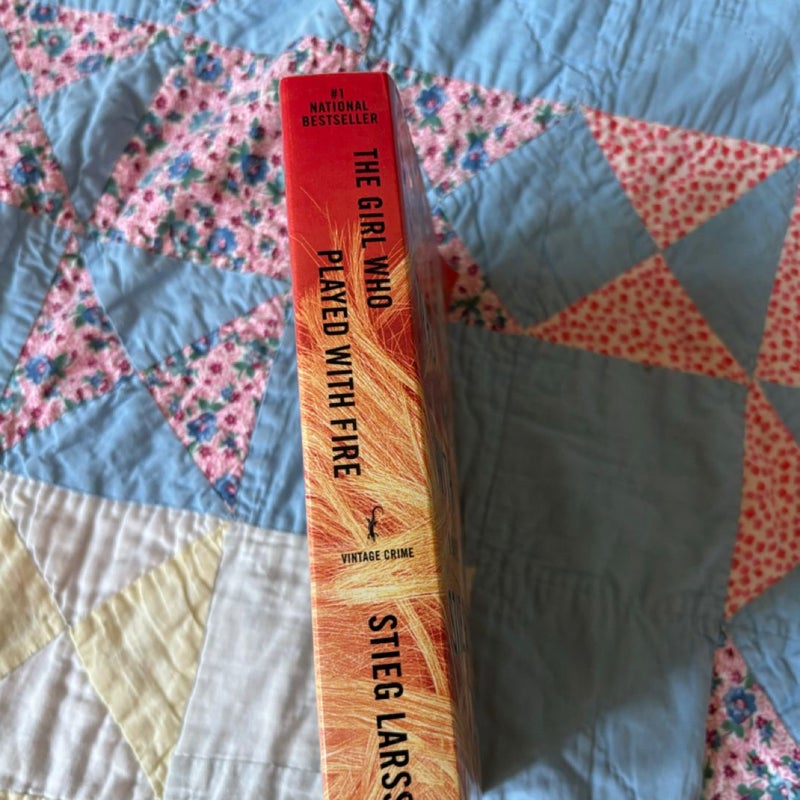 #1
NATIONAL
BESTSELLER
THE GIRL WHO
PLAYED WITH FIRE
VINTAGE CRIME
STIEG LARSS